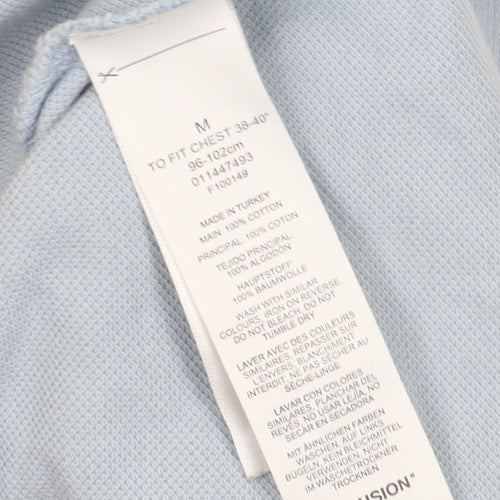 M
TO FIT CHEST 38-40"
96-102cm
011447493
F100149
MADE IN TURKEY
MAIN: 100% COTTON
PRINCIPAL: 100% COTON
TEJIDO PRINCIPAL:
100% ALGODÓN
HAUPTSTOFF:
100% BAUMWOLLE
WASH WITH SIMILAR
COLOURS, IRON ON REVERSE,
DO NOT BLEACH, DO NOT
TUMBLE DRY
LAVER AVEC DES COULEURS
SIMILAIRES, REPASSER SUR
L'ENVERS, BLANCHIMENT
INTERDIT, NE PAS SÉCHER AU
SÈCHE-LINGE
LAVAR CON COLORES
SIMILARES, PLANCHAR DEL
REVÉS, NO USAR LEJÍA, NO
SECAR EN SECADORA
MIT ÄHNLICHEN FARBEN
WASCHEN, AUF LINKS
BÜGELN, KEIN BLEICHMITTEL
VERWENDEN, NICHT
IM WÄSCHETROCKNER
TROCKNEN